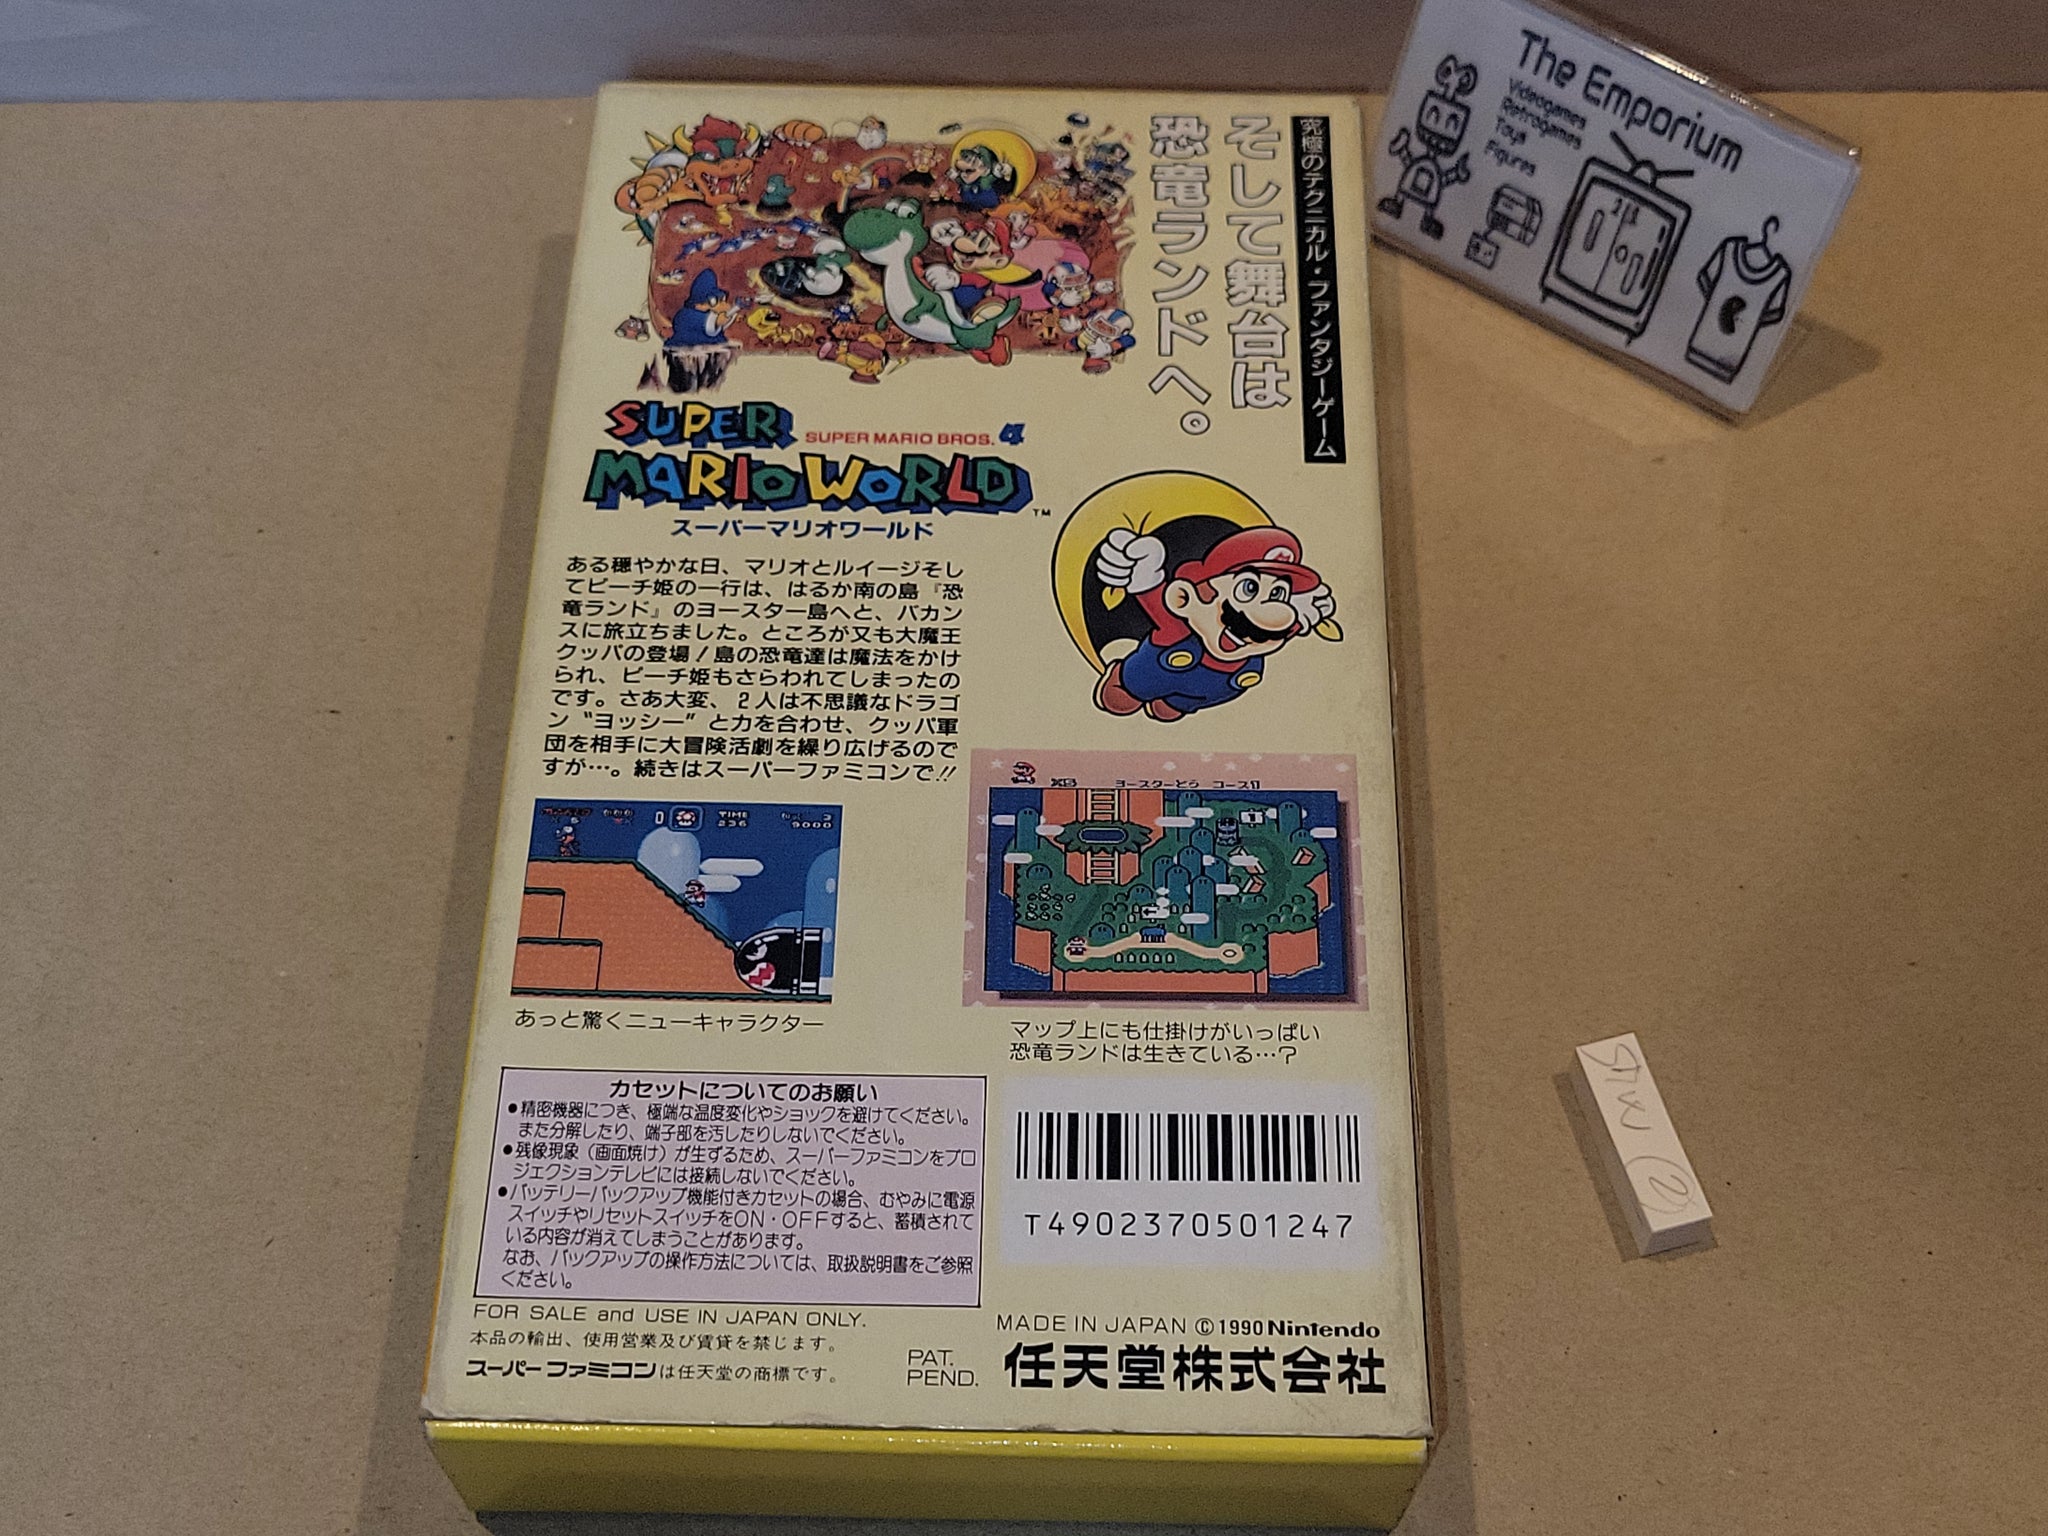 The Emporium
Videogames
Retrogames
Toys
Figures
究極のテクニカル・ファンタジーゲーム
そして舞台は
恐竜ランドへ。
SUPER
SUPER MARIO BROS. 4
MARIO WORLD™
スーパーマリオワールド
ある穏やかな日、マリオとルイージそし
てピーチ姫の一行は、はるか南の島『恐
竜ランド』のヨースター島へと、バカン
スに旅立ちました。ところが又も大魔王
クッパの登場！島の恐竜達は魔法をかけ
られ、ピーチ姫もさらわれてしまったの
です。さあ大変、2人は不思議なドラゴ
ン〝ヨッシー〟と力を合わせ、クッパ軍
団を相手に大冒険活劇を繰り広げるので
すが…。続きはスーパーファミコンで!!
TIME
236
9000
あっと驚くニューキャラクター
ヨースターとう コース1
マップ上にも仕掛けがいっぱい
恐竜ランドは生きている…？
カセットについてのお願い
●精密機器につき、極端な温度変化やショックを避けてください。
また分解したり、端子部を汚したりしないでください。
●残像現象（画面焼け）が生ずるため、スーパーファミコンをプロ
ジェクションテレビには接続しないでください。
●バッテリーバックアップ機能付きカセットの場合、むやみに電源
スイッチやリセットスイッチをON・OFFすると、蓄積されて
いる内容が消えてしまうことがあります。
なお、バックアップの操作方法については、取扱説明書をご参照
ください。
T4902370501247
FOR SALE and USE IN JAPAN ONLY.
本品の輸出、使用営業及び賃貸を禁じます。
スーパーファミコンは任天堂の商標です。
PAT.
PEND.
MADE IN JAPAN ©1990 Nintendo
任天堂株式会社
SMW (2)